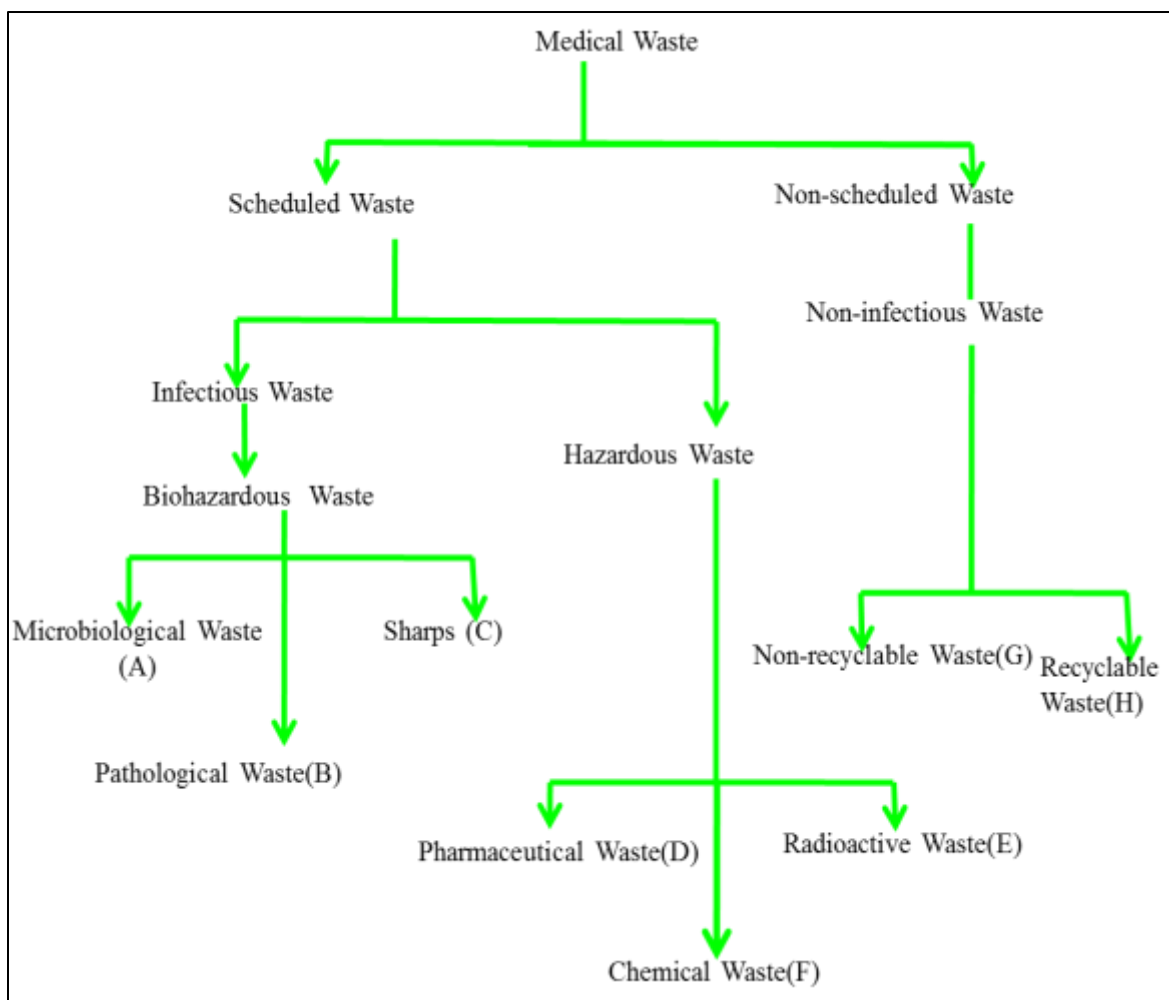 Medical Waste
Scheduled Waste
Non-scheduled Waste
Non-infectious Waste
Infectious Waste
Hazardous Waste
Biohazardous Waste
Microbiological Waste
(A)
Sharps (C)
Non-recyclable Waste(G)
Recyclable
Waste(H)
Pathological Waste(B)
Pharmaceutical Waste(D)
Radioactive Waste(E)
Chemical Waste(F)